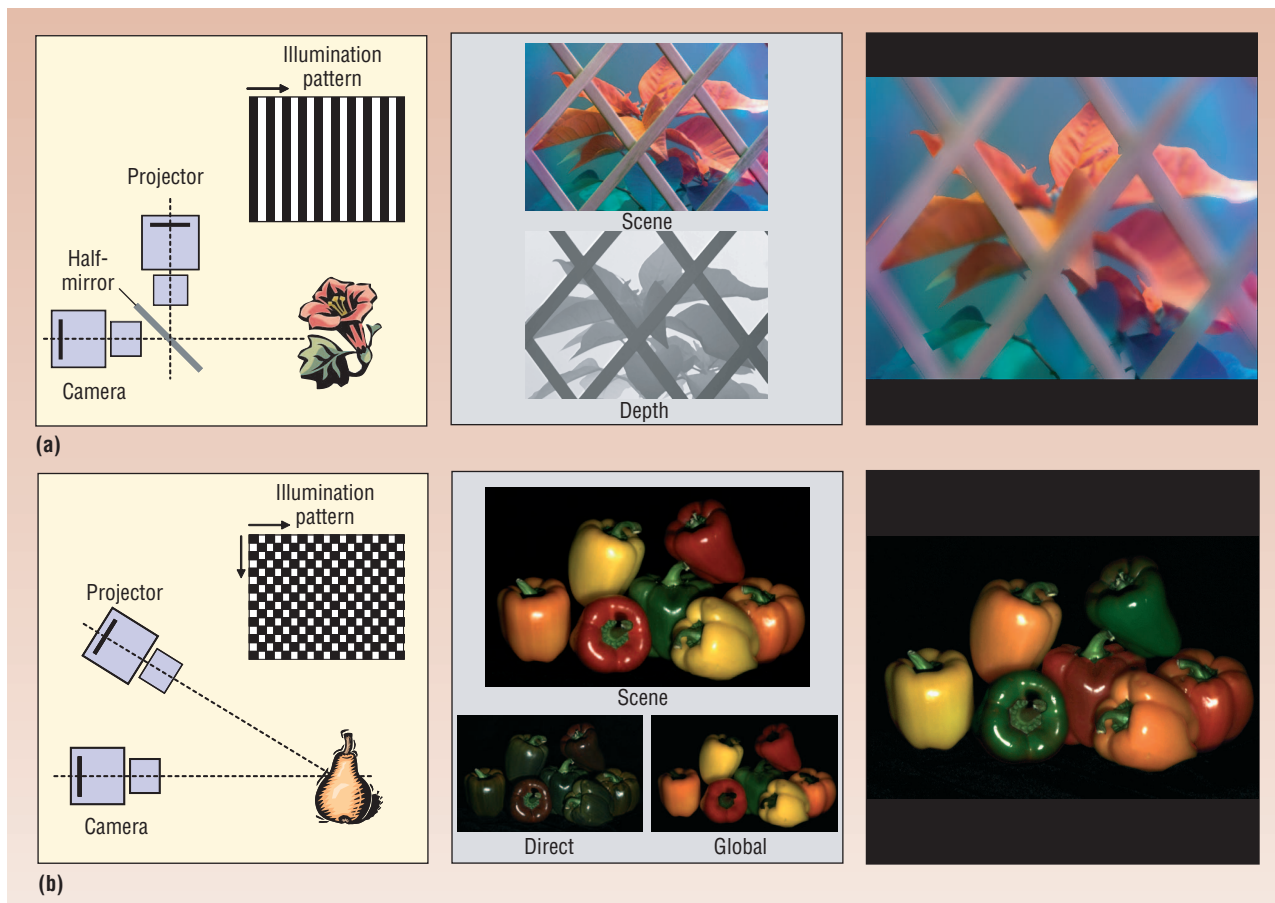 Illumination
pattern
Projector
Half-
mirror
Camera
Scene
Depth
(a)
Illumination
pattern
Projector
Camera
Scene
Direct
Global
(b)